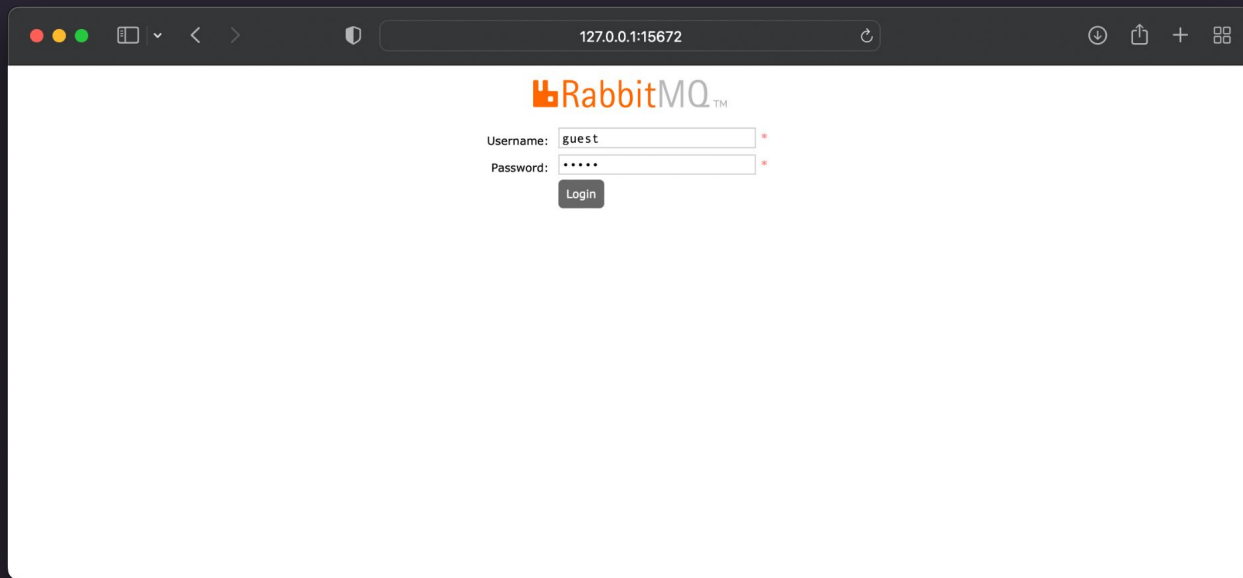 127.0.0.1:15672
RabbitMQ TM
Username: guest *
Password: ••••• *
Login